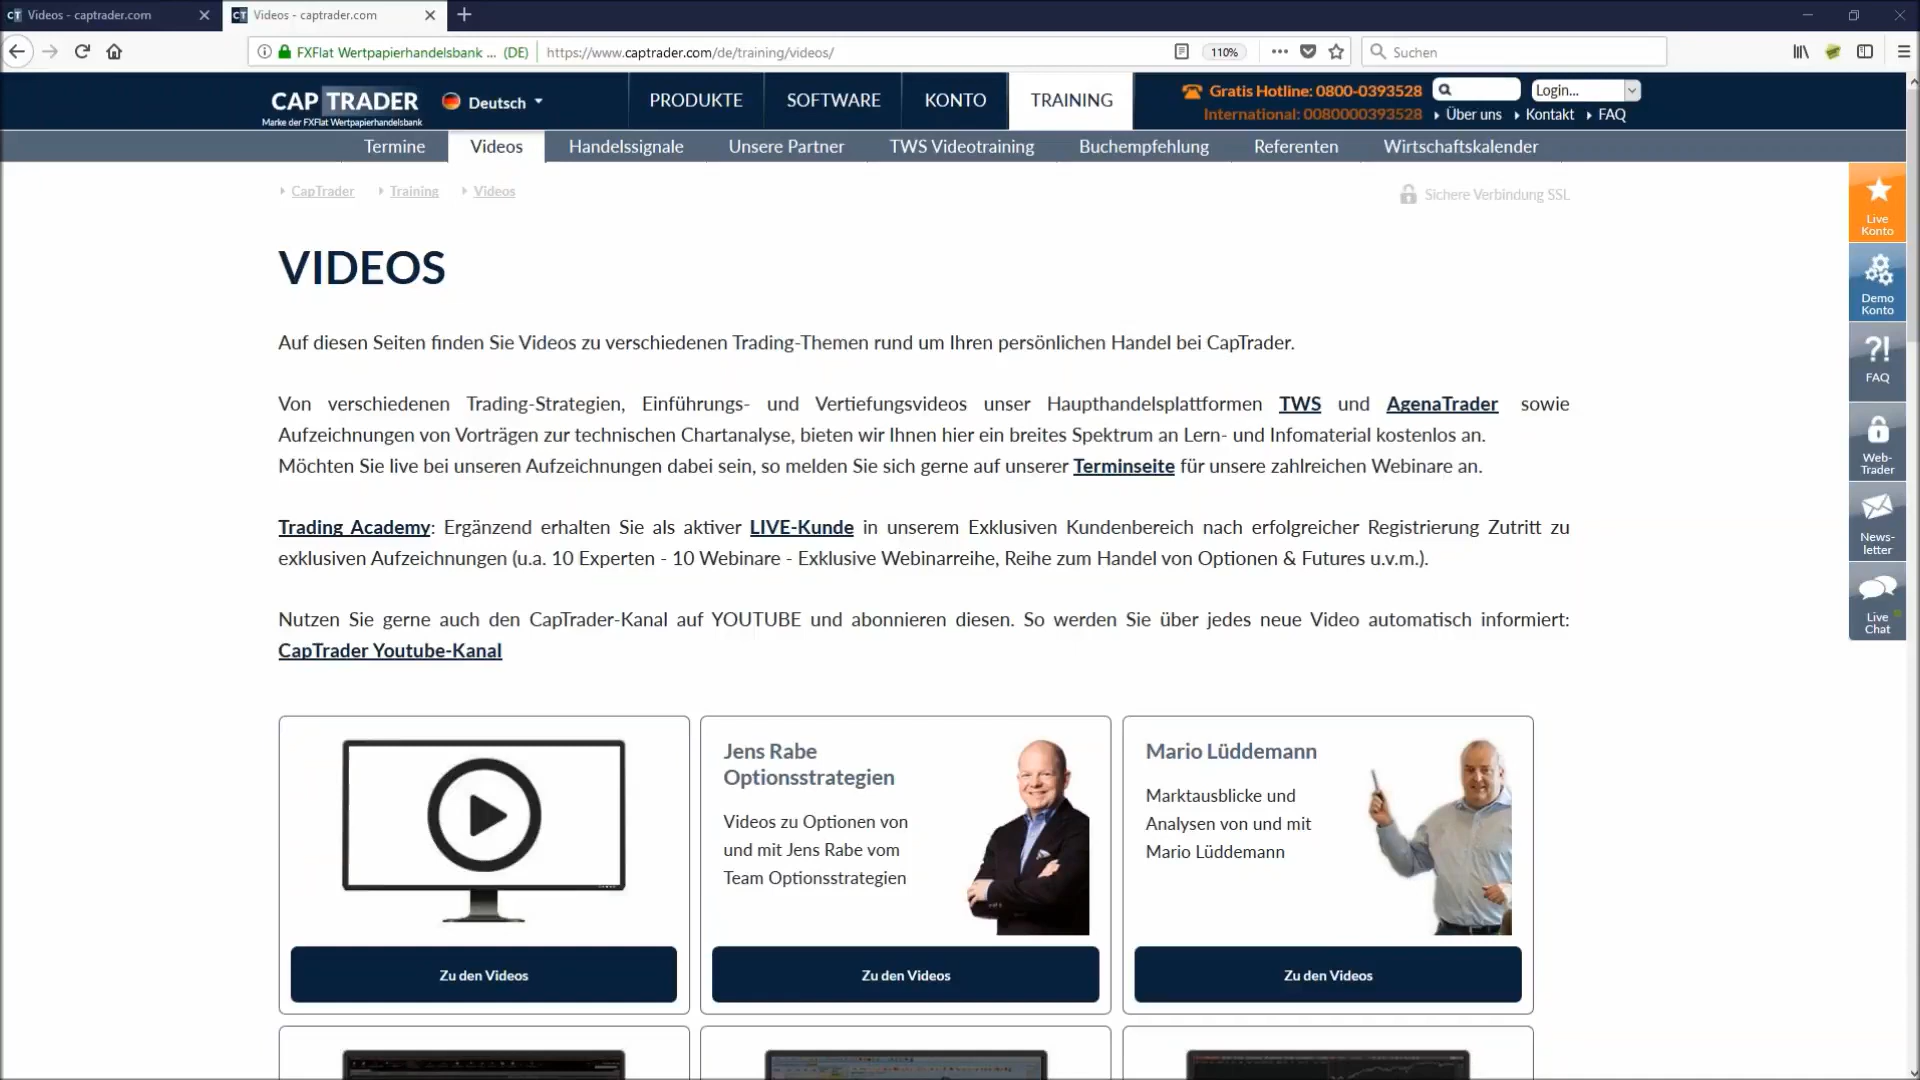 Videos - captrader.com
Videos - captrader.com
FXFlat Wertpapierhandelsbank ... (DE)
https://www.captrader.com/de/training/videos/
110%
Suchen
CAP TRADER
Marke der FXFlat Wertpapierhandelsbank
Deutsch
PRODUKTE
SOFTWARE
KONTO
TRAINING
Gratis Hotline: 0800-0393528
International: 0080000393528
Login...
Über uns
Kontakt
FAQ
Termine
Videos
Handelssignale
Unsere Partner
TWS Videotraining
Buchempfehlung
Referenten
Wirtschaftskalender
CapTrader
Training
Videos
Sichere Verbindung SSL
VIDEOS
Auf diesen Seiten finden Sie Videos zu verschiedenen Trading-Themen rund um Ihren persönlichen Handel bei CapTrader.
Von verschiedenen Trading-Strategien, Einführungs- und Vertiefungsvideos unser Haupthandelsplattformen TWS und AgenaTrader sowie
Aufzeichnungen von Vorträgen zur technischen Chartanalyse, bieten wir Ihnen hier ein breites Spektrum an Lern- und Infomaterial kostenlos an.
Möchten Sie live bei unseren Aufzeichnungen dabei sein, so melden Sie sich gerne auf unserer Terminseite für unsere zahlreichen Webinare an.
Trading Academy: Ergänzend erhalten Sie als aktiver LIVE-Kunde in unserem Exklusiven Kundenbereich nach erfolgreicher Registrierung Zutritt zu
exklusiven Aufzeichnungen (u.a. 10 Experten - 10 Webinare - Exklusive Webinarreihe, Reihe zum Handel von Optionen & Futures u.v.m.).
Nutzen Sie gerne auch den CapTrader-Kanal auf YOUTUBE und abonnieren diesen. So werden Sie über jedes neue Video automatisch informiert:
CapTrader Youtube-Kanal
Zu den Videos
Jens Rabe
Optionsstrategien
Videos zu Optionen von
und mit Jens Rabe vom
Team Optionsstrategien
Zu den Videos
Mario Lüddemann
Marktausblicke und
Analysen von und mit
Mario Lüddemann
Zu den Videos
Live
Konto
Demo
Konto
?!
FAQ
Web-
Trader
News-
letter
Live
Chat